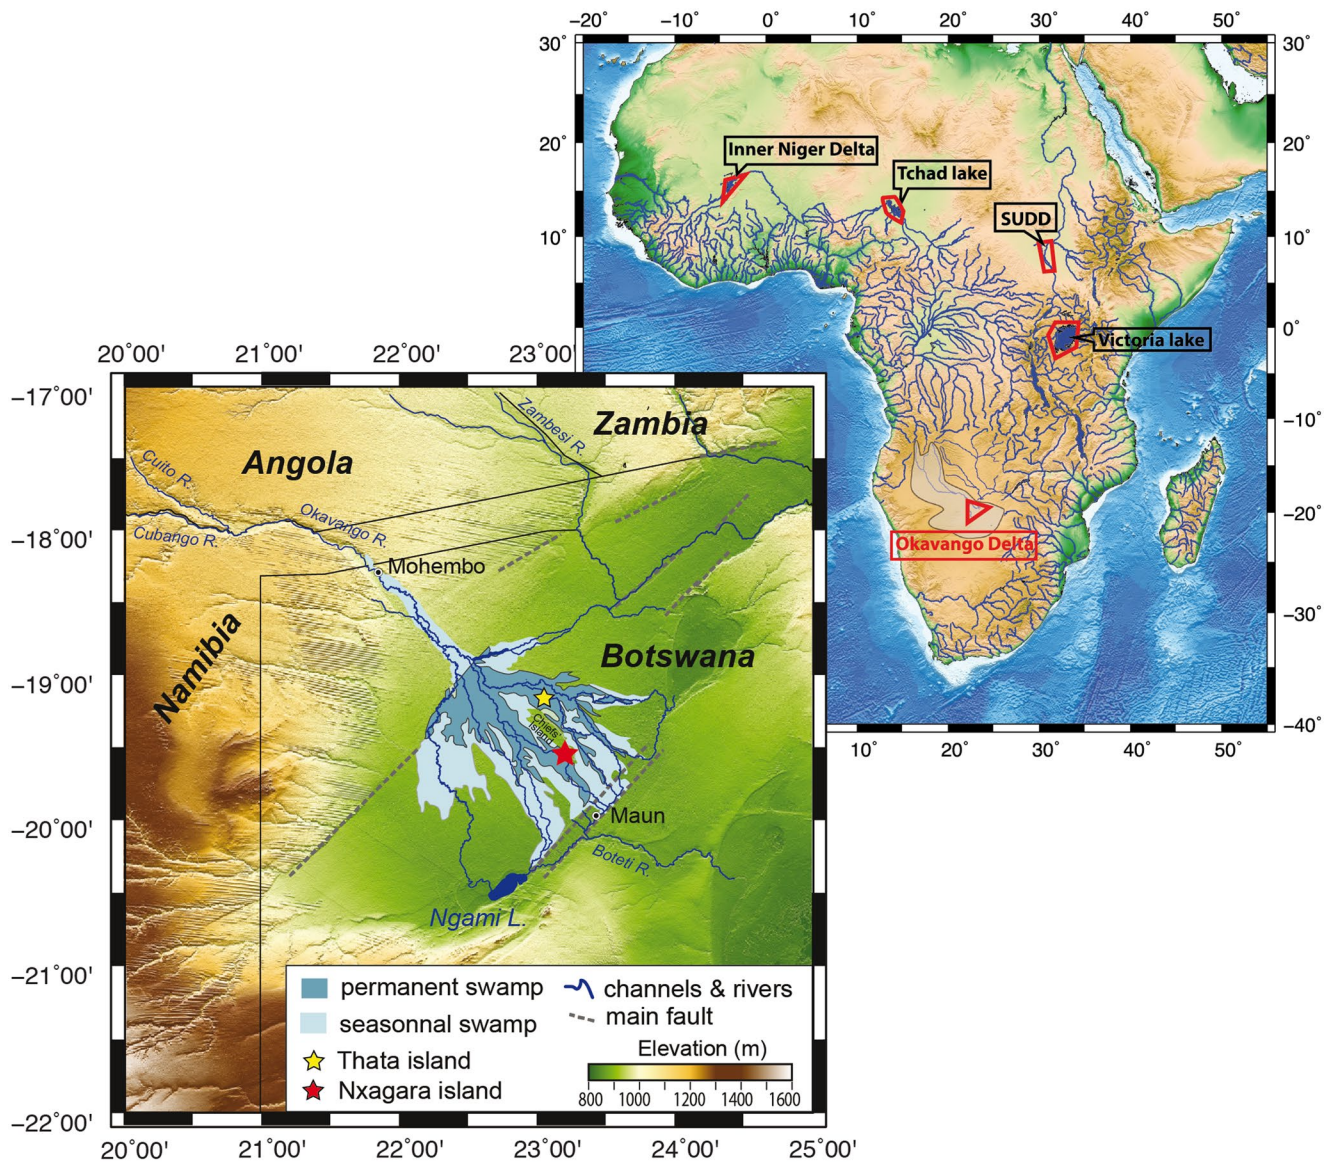 −20° −10° 0° 10° 20° 30° 40° 50°
30° 30°
20° 20°
10° 10°
0°
−10°
−20°
−30°
−40°
10° 20° 30° 40° 50°
Inner Niger Delta
Tchad lake
SUDD
Victoria lake
Okavango Delta
20°00' 21°00' 22°00' 23°00'
−17°00'
−18°00'
−19°00'
−20°00'
−21°00'
−22°00'
Zambesi R.
Zambia
Angola
Cuito R.
Okavango R.
Cubango R.
Mohembo
Namibia
Botswana
Chiefs
Island
Maun
Boteti R.
Ngami L.
permanent swamp
seasonnal swamp
Thata island
Nxagara island
channels & rivers
main fault
Elevation (m)
800 1000 1200 1400 1600
20°00' 21°00' 22°00' 23°00' 24°00' 25°00'